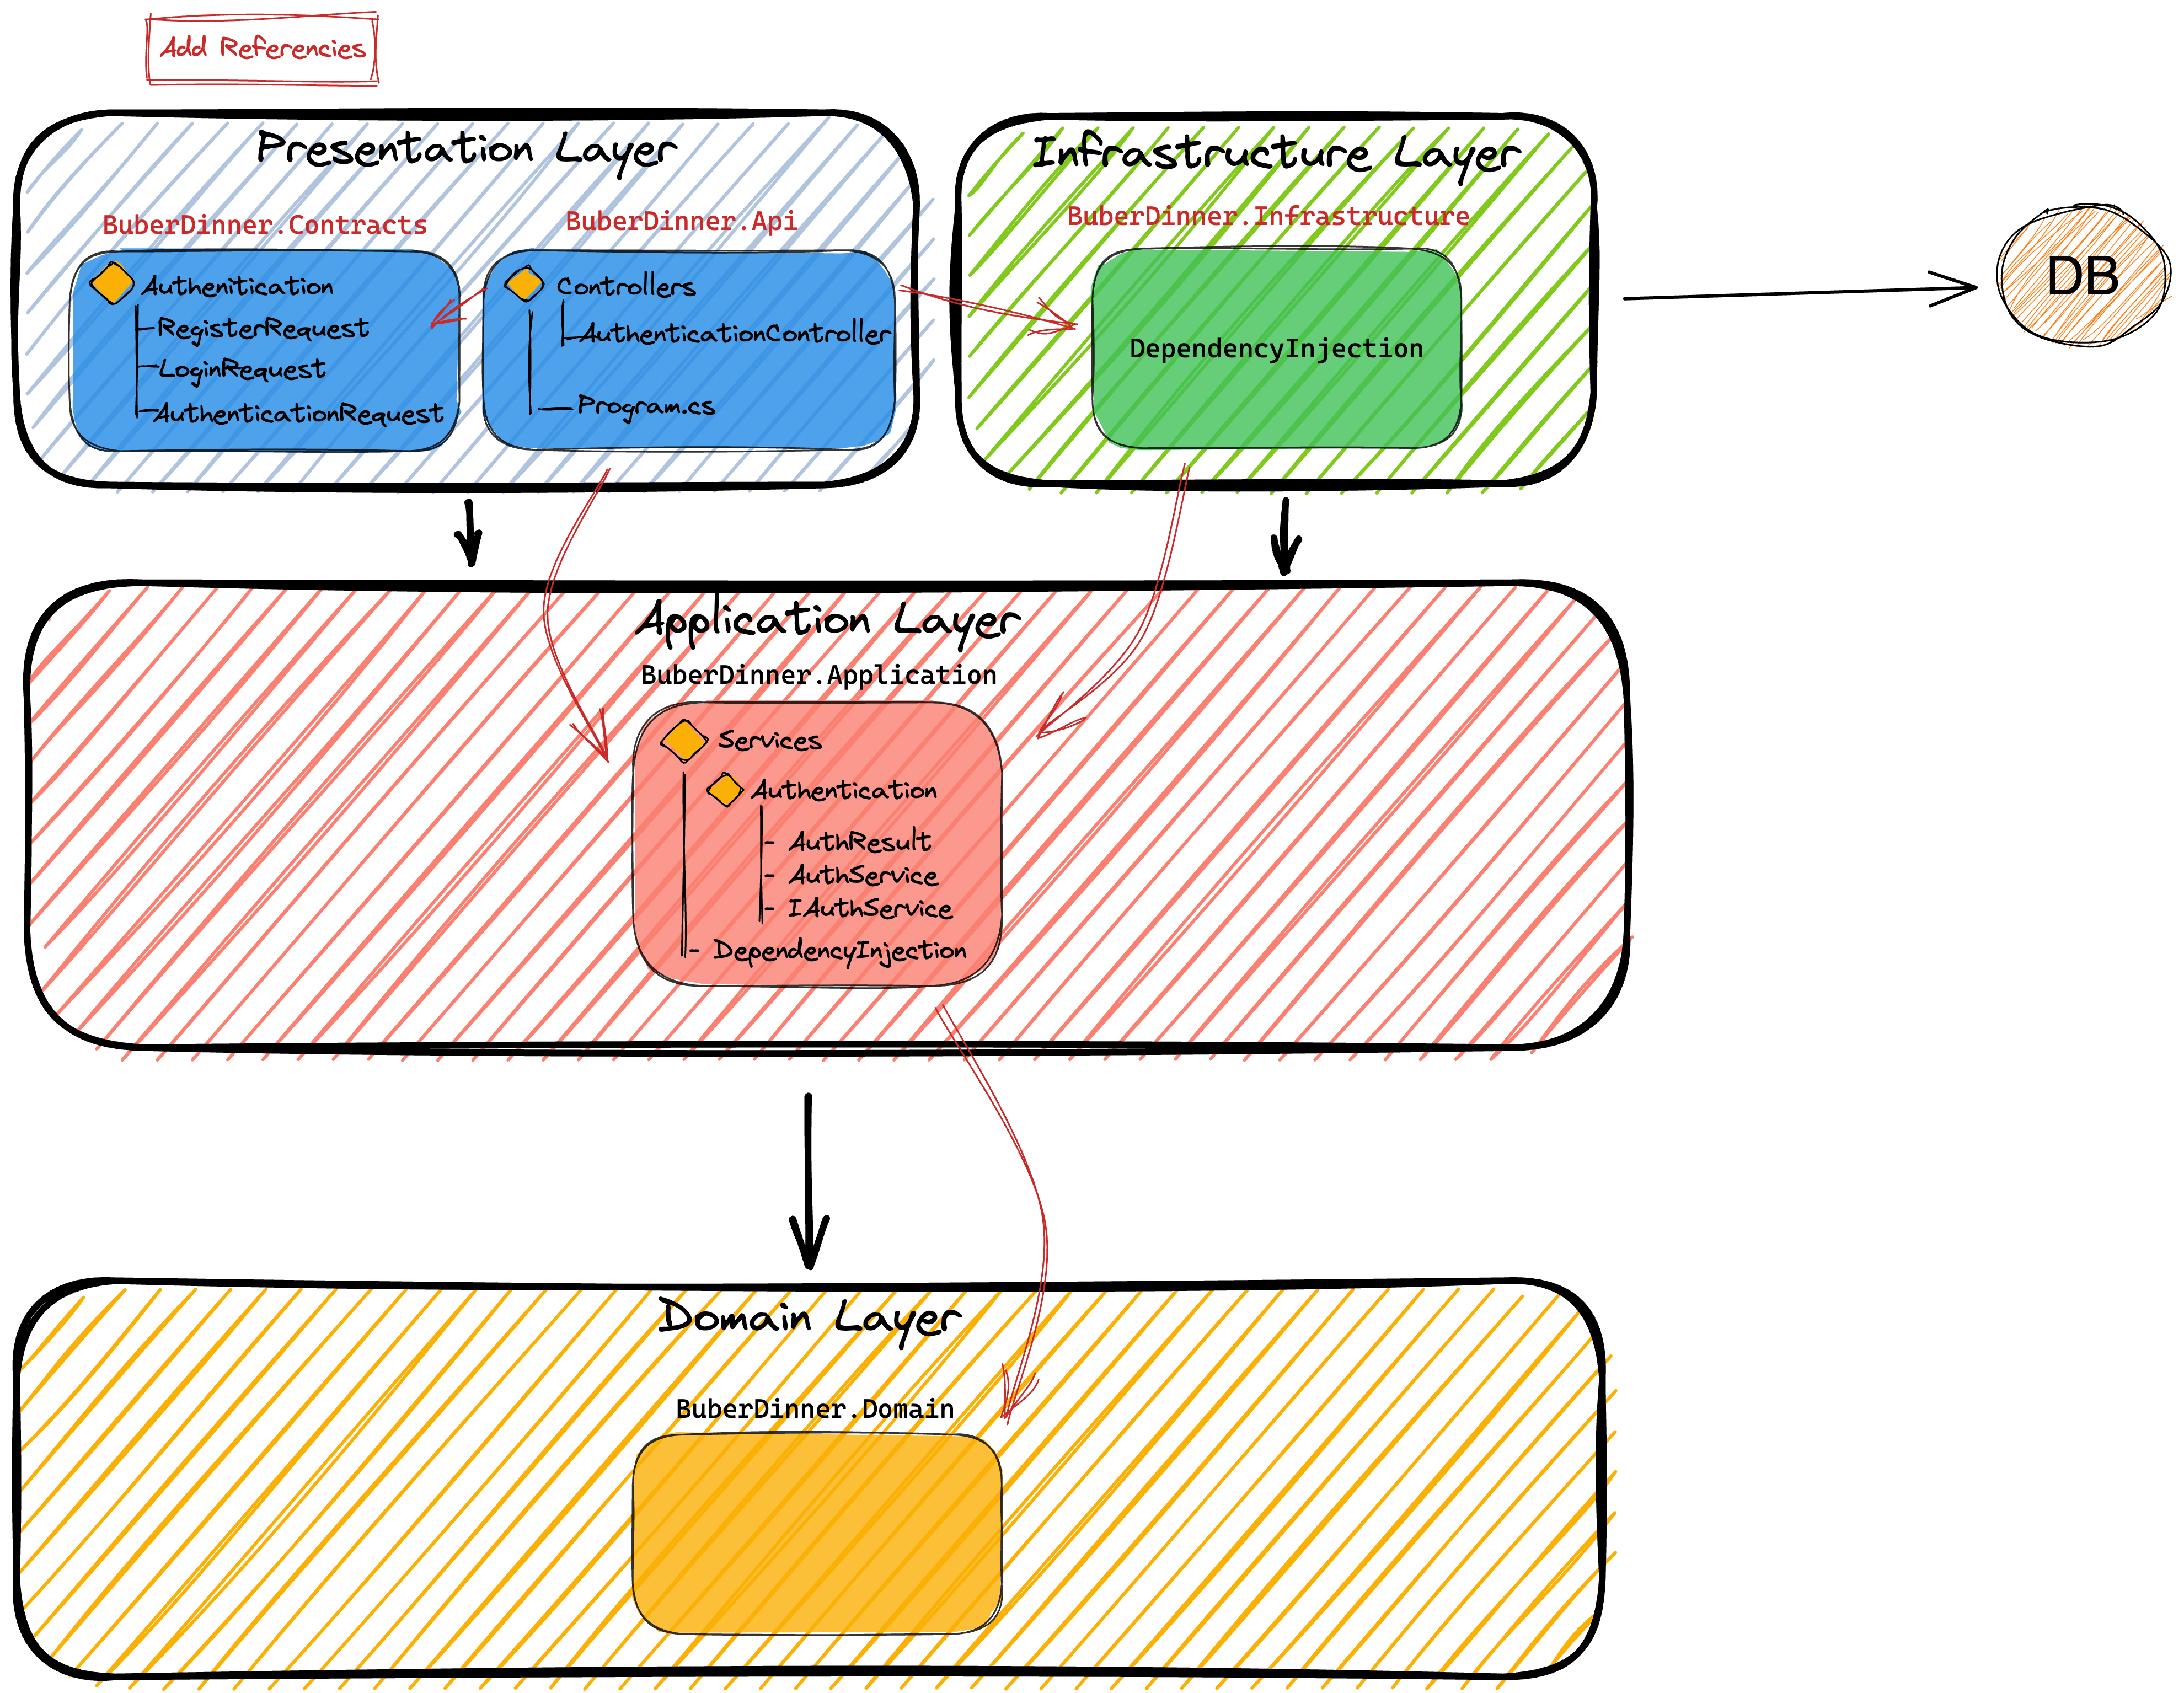 Add Referencies
Presentation Layer
BuberDinner.Contracts
Authenitication
RegisterRequest
LoginRequest
AuthenticationRequest
BuberDinner.Api
Controllers
AuthenticationController
Program.cs
Infrastructure Layer
BuberDinner.Infrastructure
DependencyInjection
DB
Application Layer
BuberDinner.Application
Services
Authentication
- AuthResult
- AuthService
- IAuthService
- DependencyInjection
Domain Layer
BuberDinner.Domain